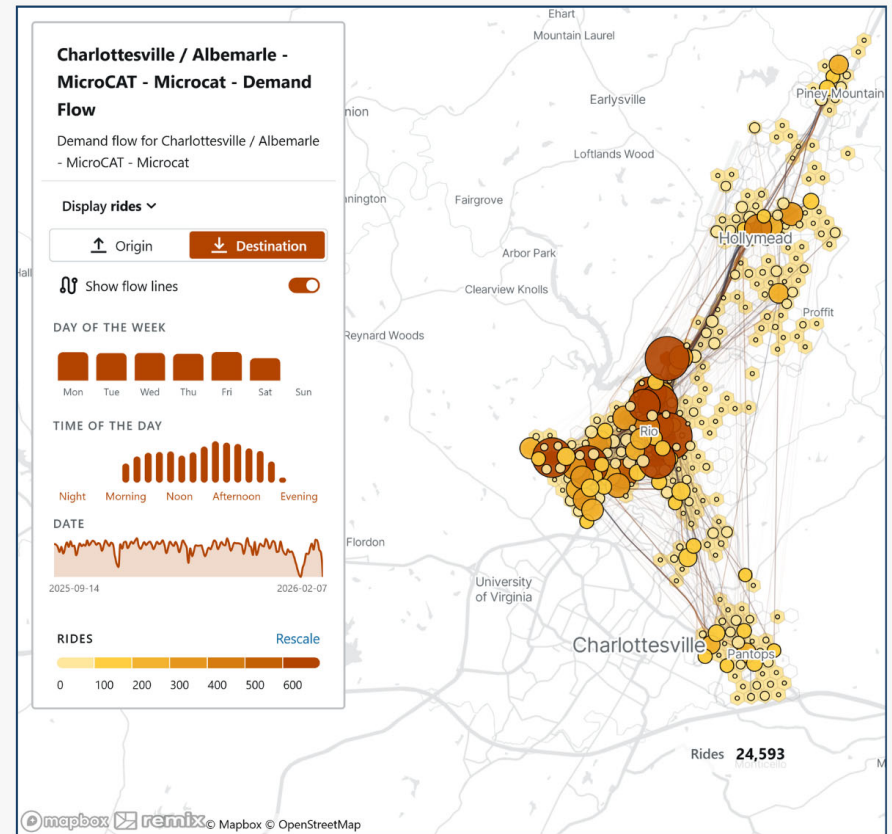 Charlottesville / Albemarle -
MicroCAT - Microcat - Demand
Flow
Demand flow for Charlottesville / Albemarle
- MicroCAT - Microcat
Display rides
Origin
Destination
Show flow lines
DAY OF THE WEEK
Mon Tue Wed Thu Fri Sat Sun
TIME OF THE DAY
Night Morning Noon Afternoon Evening
DATE
2025-09-14 2026-02-07
RIDES Rescale
0 100 200 300 400 500 600
Ehart
Mountain Laurel
Piney Mountain
Earlysville
nion
Loftlands Wood
nnington
Fairgrove
Hollymead
Arbor Park
Clearview Knolls
Proffit
Reynard Woods
Rio
Flordon
University
of Virginia
Charlottesville
Pantops
Rides 24,593
mapbox remix © Mapbox © OpenStreetMap